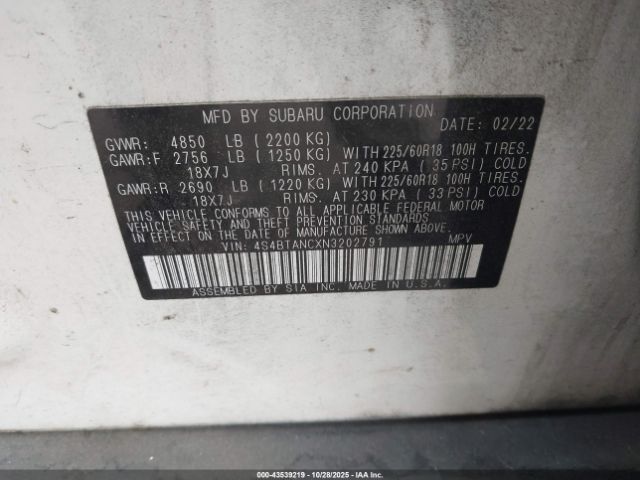 MFD BY SUBARU CORPORATION DATE: 02/22
GVWR: 4850 LB (2200 KG)
GAWR:F 2756 LB (1250 KG) WITH 225/60R18 100H TIRES.
18X7J RIMS. AT 240 KPA (35 PSI) COLD
GAWR:R 2690 LB (1220 KG) WITH 225/60R18 100H TIRES.
18X7J RIMS. AT 230 KPA (33 PSI) COLD
THIS VEHICLE CONFORMS TO ALL APPLICABLE FEDERAL MOTOR
VEHICLE SAFETY AND THEFT PREVENTION STANDARDS
IN EFFECT ON THE DATE OF MANUFACTURE SHOWN ABOVE.
VIN: 4S4BTANCXN3202791 MPV
ASSEMBLED BY SIA INC. MADE IN U.S.A.
000-43539219 - 10/28/2025 - IAAI.CA